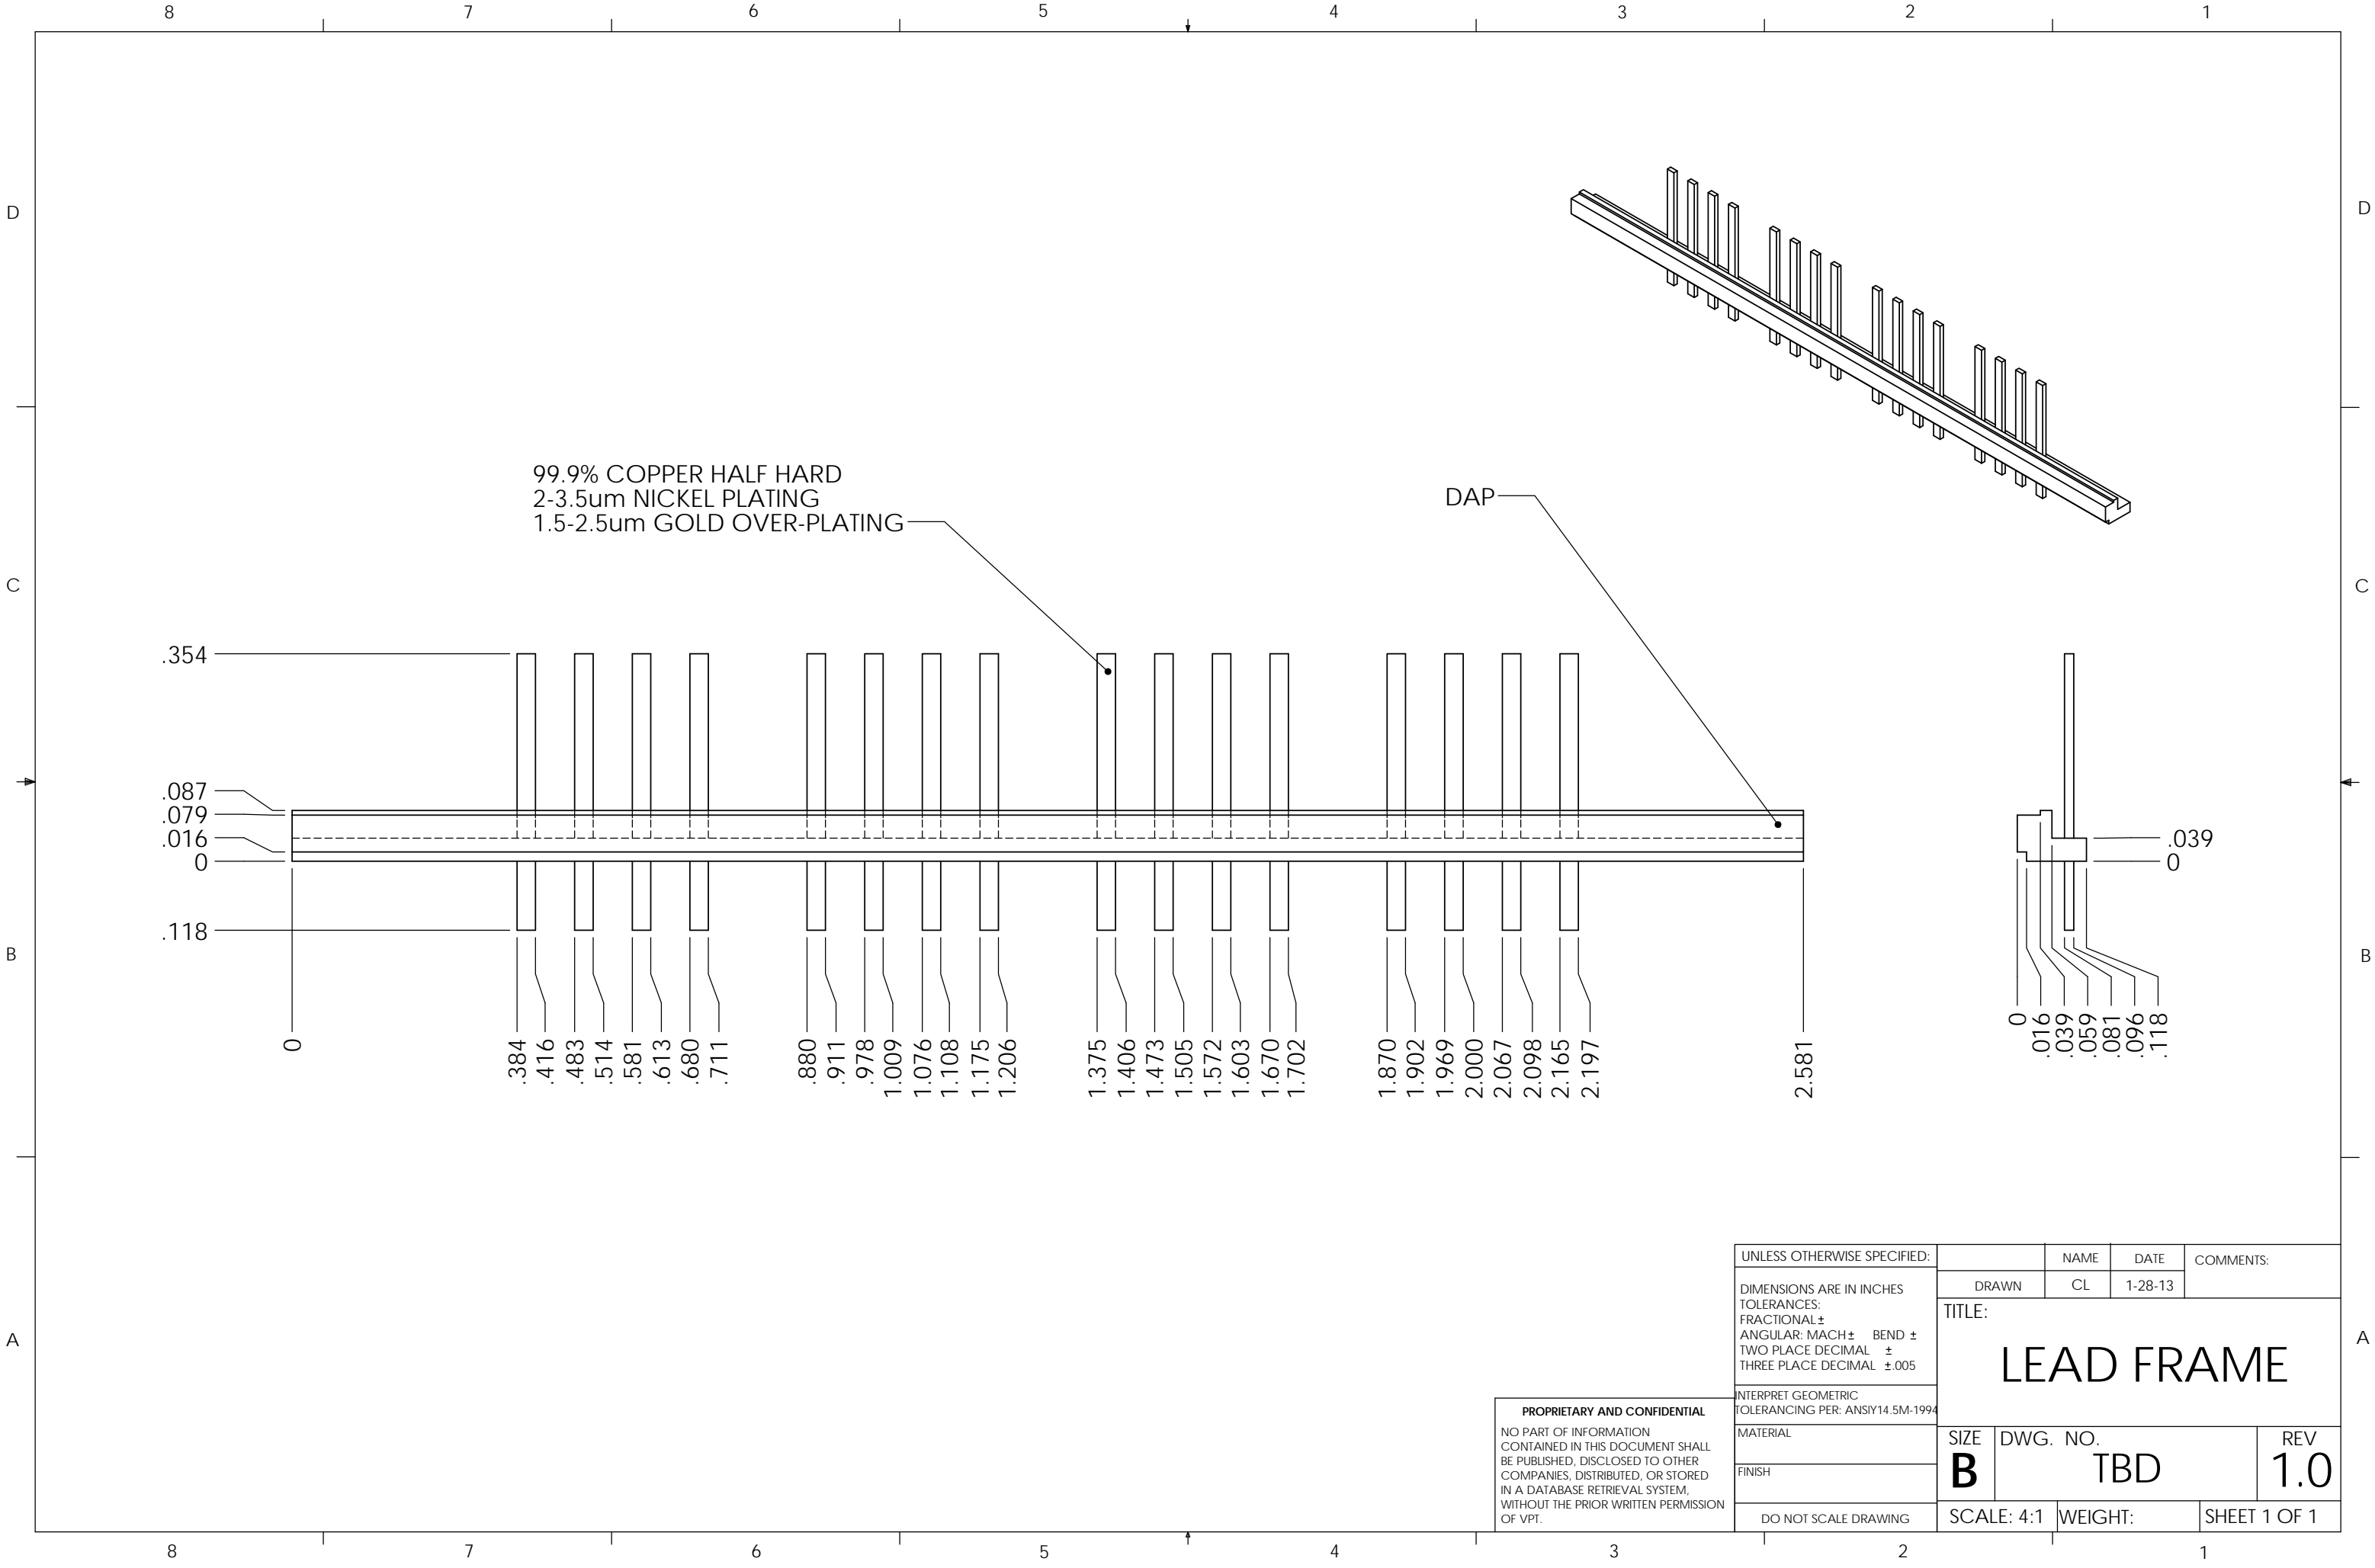 8 7 6 5 4 3 2 1
D D
99.9% COPPER HALF HARD
2-3.5um NICKEL PLATING
1.5-2.5um GOLD OVER-PLATING
DAP
C C
.354
.087
.079
.016
0
.118
.039
0
B B
0 .384 .416 .483 .514 .581 .613 .680 .711 .880 .911 .978 1.009 1.076 1.108 1.175 1.206 1.375 1.406 1.473 1.505 1.572 1.603 1.670 1.702 1.870 1.902 1.969 2.000 2.067 2.098 2.165 2.197 2.581
0 .016 .039 .059 .081 .096 .118
A A
UNLESS OTHERWISE SPECIFIED:
DIMENSIONS ARE IN INCHES
TOLERANCES:
FRACTIONAL±
ANGULAR: MACH± BEND ±
TWO PLACE DECIMAL ±
THREE PLACE DECIMAL ±.005
INTERPRET GEOMETRIC
TOLERANCING PER: ANSIY14.5M-1994
MATERIAL
FINISH
DO NOT SCALE DRAWING
NAME DATE
DRAWN CL 1-28-13
COMMENTS:
TITLE:
LEAD FRAME
SIZE
B
DWG. NO.
TBD
REV
1.0
SCALE: 4:1 WEIGHT: SHEET 1 OF 1
PROPRIETARY AND CONFIDENTIAL
NO PART OF INFORMATION
CONTAINED IN THIS DOCUMENT SHALL
BE PUBLISHED, DISCLOSED TO OTHER
COMPANIES, DISTRIBUTED, OR STORED
IN A DATABASE RETRIEVAL SYSTEM,
WITHOUT THE PRIOR WRITTEN PERMISSION
OF VPT.
8 7 6 5 4 3 2 1